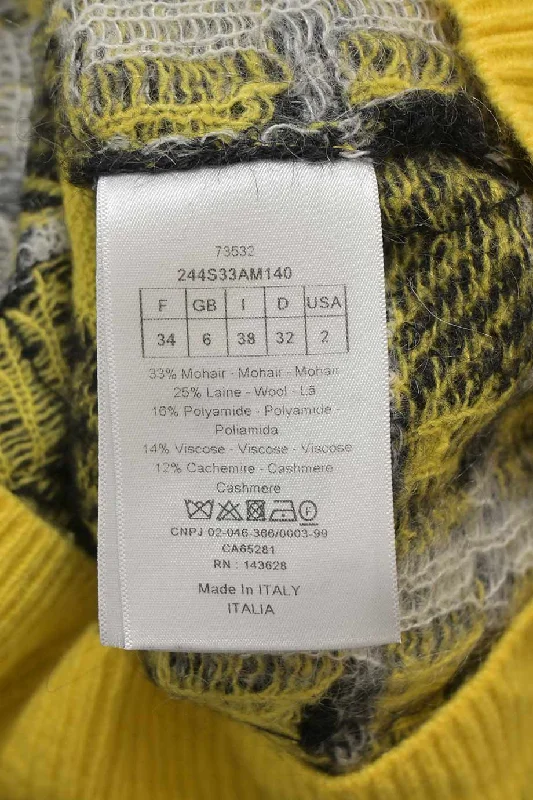 73532
244S33AM140
F GB I D USA
34 6 38 32 2
33% Mohair - Mohair - Mohair
25% Laine - Wool - Lã
16% Polyamide - Polyamide -
Poliamida
14% Viscose - Viscose - Viscose
12% Cachemire - Cashmere
Cashmere
CNPJ 02-046-366/0003-99
CA65281
RN : 143628
Made In ITALY
ITALIA